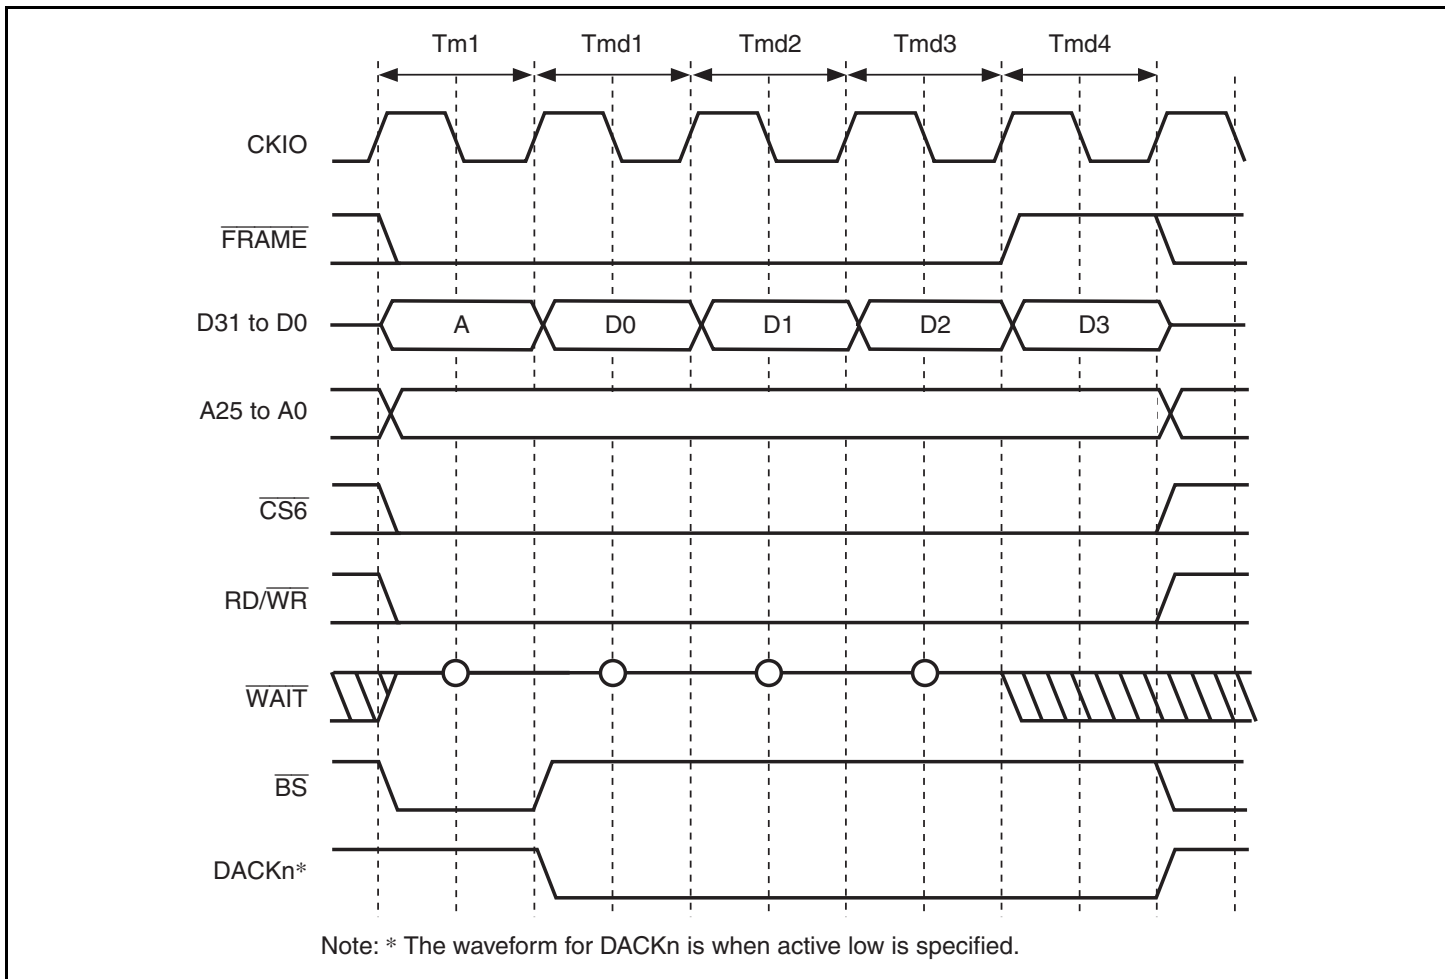 Tm1 Tmd1 Tmd2 Tmd3 Tmd4
CKIO
FRAME
D31 to D0 A D0 D1 D2 D3
A25 to A0
CS6
RD/WR
WAIT
BS
DACKn*
Note: * The waveform for DACKn is when active low is specified.